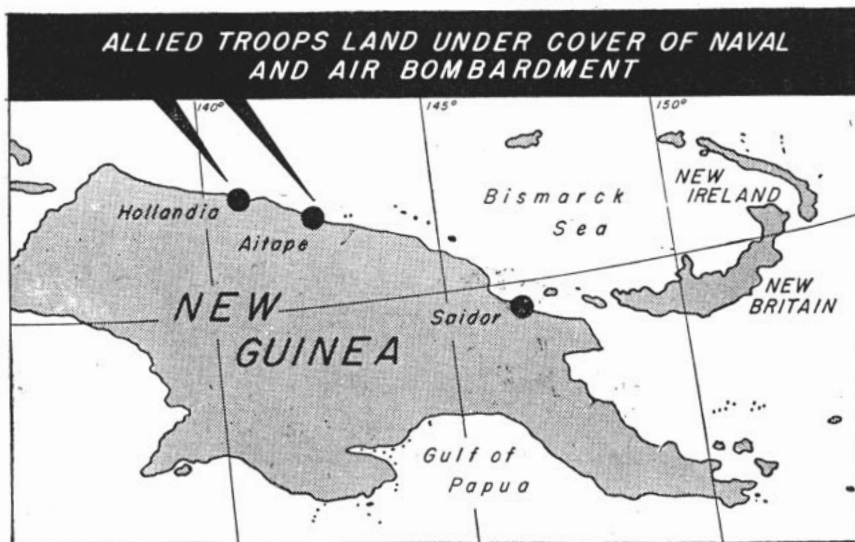 ALLIED TROOPS LAND UNDER COVER OF NAVAL
AND AIR BOMBARDMENT
140°
145°
150°
NEW
IRELAND
Bismarck
Sea
Hollandia
Aitape
NEW
BRITAIN
Saidor
NEW
GUINEA
Gulf of
Papua